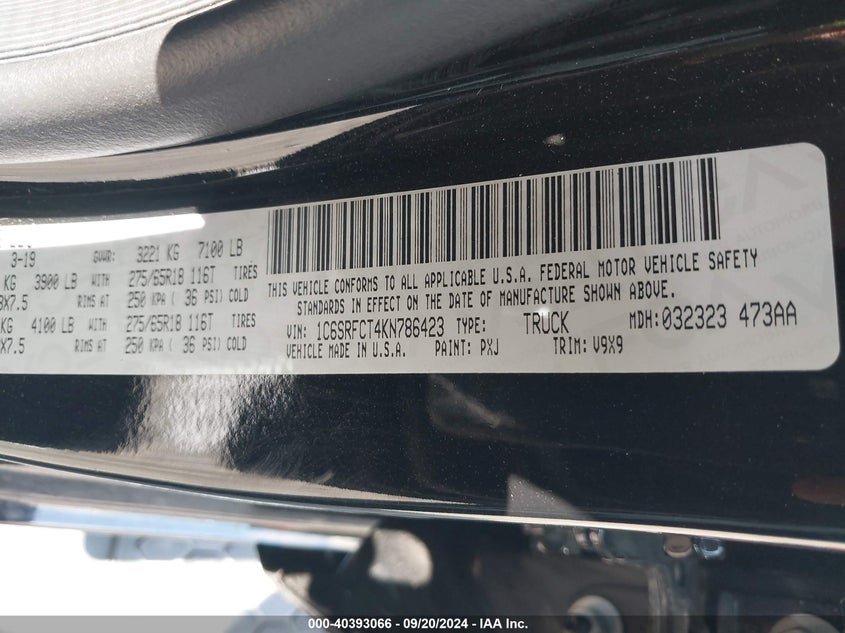 3-19 GVWR: 3221 KG 7100 LB
KG 3900 LB WITH 275/65R18 116T TIRES
X7.5 RIMS AT 250 KPA ( 36 PSI) COLD
KG 4100 LB WITH 275/65R18 116T TIRES
X7.5 RIMS AT 250 KPA ( 36 PSI) COLD
THIS VEHICLE CONFORMS TO ALL APPLICABLE U.S.A. FEDERAL MOTOR VEHICLE SAFETY
STANDARDS IN EFFECT ON THE DATE OF MANUFACTURE SHOWN ABOVE.
VIN: 1C6SRFCT4KN786423 TYPE: TRUCK MDH: 032323 473AA
VEHICLE MADE IN U.S.A. PAINT: PXJ TRIM: V9X9
000-40393066 - 09/20/2024 - IAA Inc.